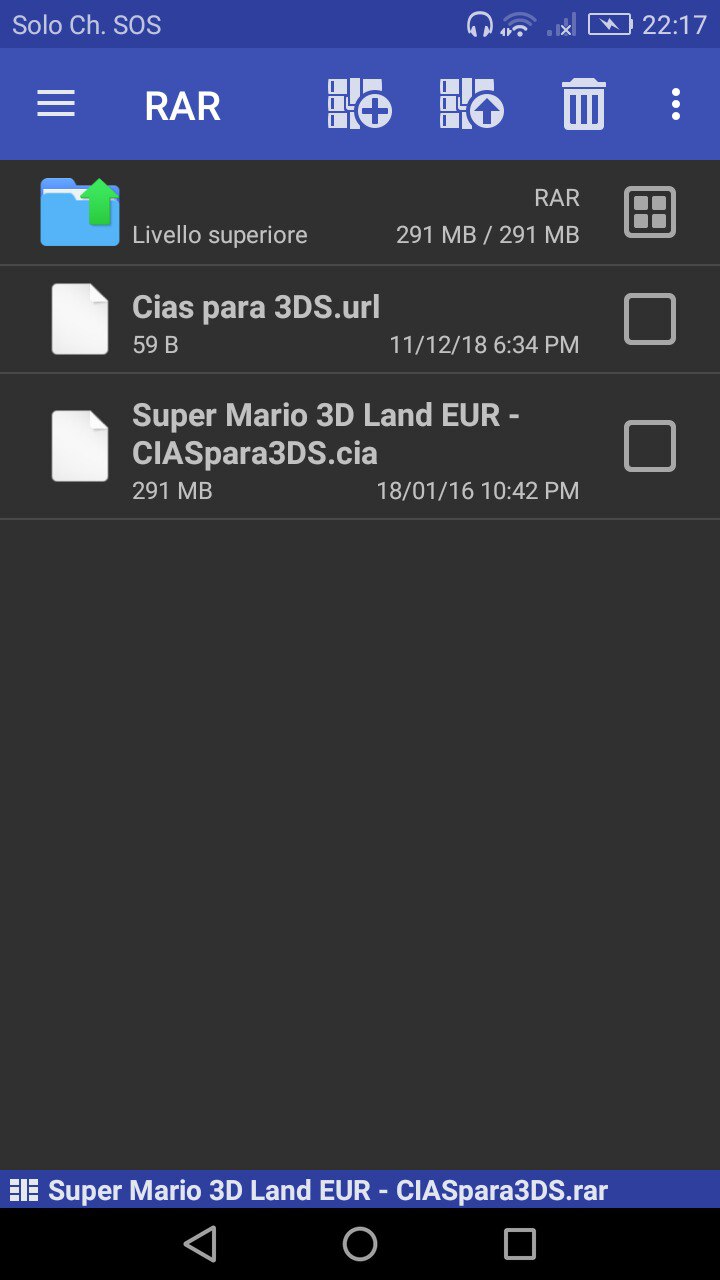 Solo Ch. SOS 22:17
RAR
RAR
Livello superiore 291 MB / 291 MB
Cias para 3DS.url
59 B 11/12/18 6:34 PM
Super Mario 3D Land EUR -
CIASpara3DS.cia
291 MB 18/01/16 10:42 PM
Super Mario 3D Land EUR - CIASpara3DS.rar